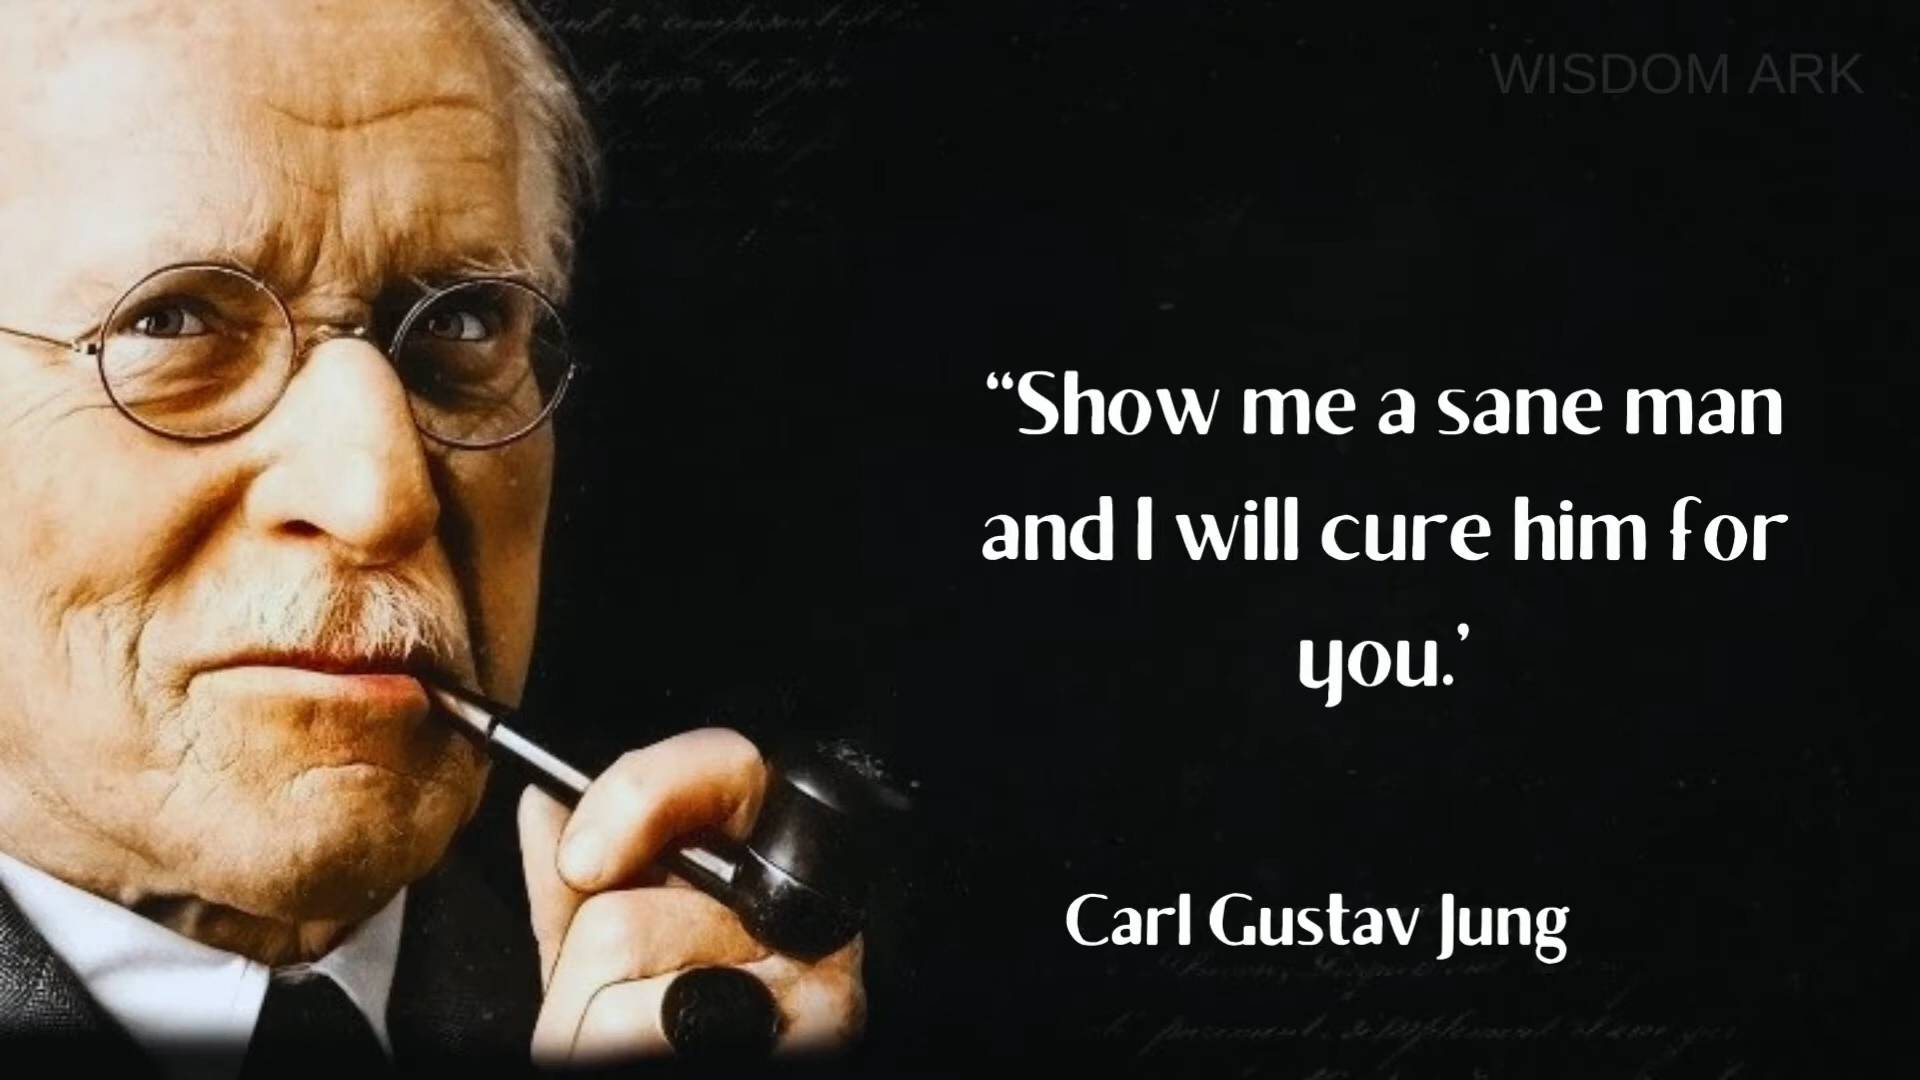 WISDOM ARK
“Show me a sane man
and I will cure him for
you.’
Carl Gustav Jung